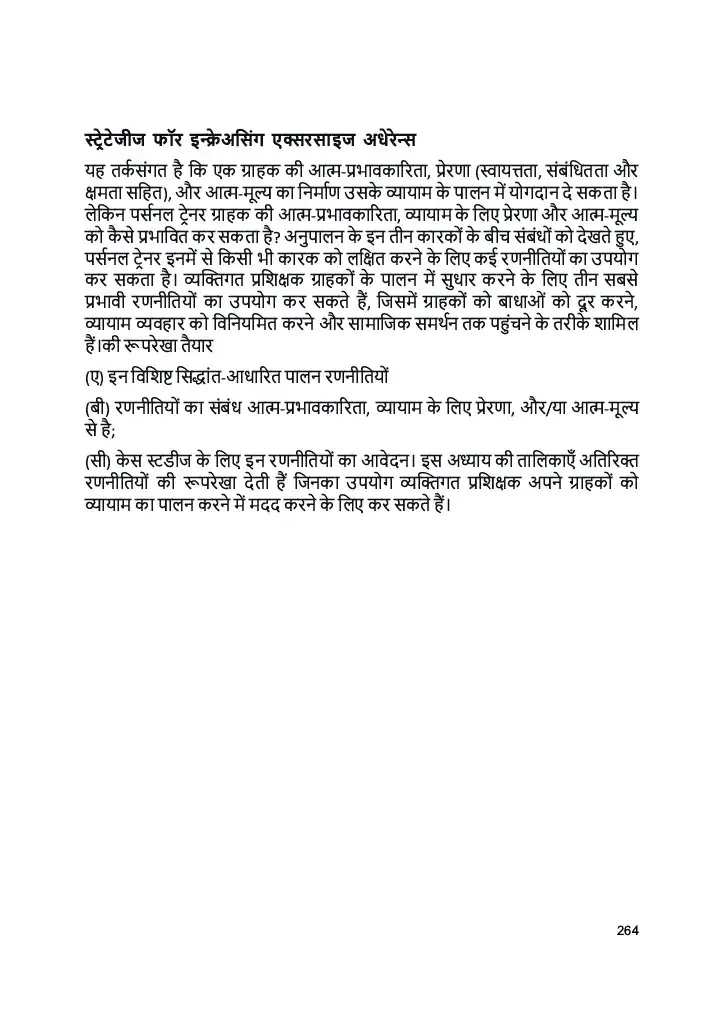 स्ट्रेटेजीज फॉर इन्क्रेअसिंग एक्सरसाइज अधेरेन्स
यह तर्कसंगत है कि एक ग्राहक की आत्म-प्रभावकारिता, प्रेरणा (स्वायत्तता, संबंधितता और
क्षमता सहित), और आत्म-मूल्य का निर्माण उसके व्यायाम के पालन में योगदान दे सकता है।
लेकिन पर्सनल ट्रेनर ग्राहक की आत्म-प्रभावकारिता, व्यायाम के लिए प्रेरणा और आत्म-मूल्य
को कैसे प्रभावित कर सकता है? अनुपालन के इन तीन कारकों के बीच संबंधों को देखते हुए,
पर्सनल ट्रेनर इनमें से किसी भी कारक को लक्षित करने के लिए कई रणनीतियों का उपयोग
कर सकता है। व्यक्तिगत प्रशिक्षक ग्राहकों के पालन में सुधार करने के लिए तीन सबसे
प्रभावी रणनीतियों का उपयोग कर सकते हैं, जिसमें ग्राहकों को बाधाओं को दूर करने,
व्यायाम व्यवहार को विनियमित करने और सामाजिक समर्थन तक पहुंचने के तरीके शामिल
हैं।की रूपरेखा तैयार
(ए) इन विशिष्ट सिद्धांत-आधारित पालन रणनीतियों
(बी) रणनीतियों का संबंध आत्म-प्रभावकारिता, व्यायाम के लिए प्रेरणा, और/या आत्म-मूल्य
से है;
(सी) केस स्टडीज के लिए इन रणनीतियों का आवेदन। इस अध्याय की तालिकाएँ अतिरिक्त
रणनीतियों की रूपरेखा देती हैं जिनका उपयोग व्यक्तिगत प्रशिक्षक अपने ग्राहकों को
व्यायाम का पालन करने में मदद करने के लिए कर सकते हैं।
264